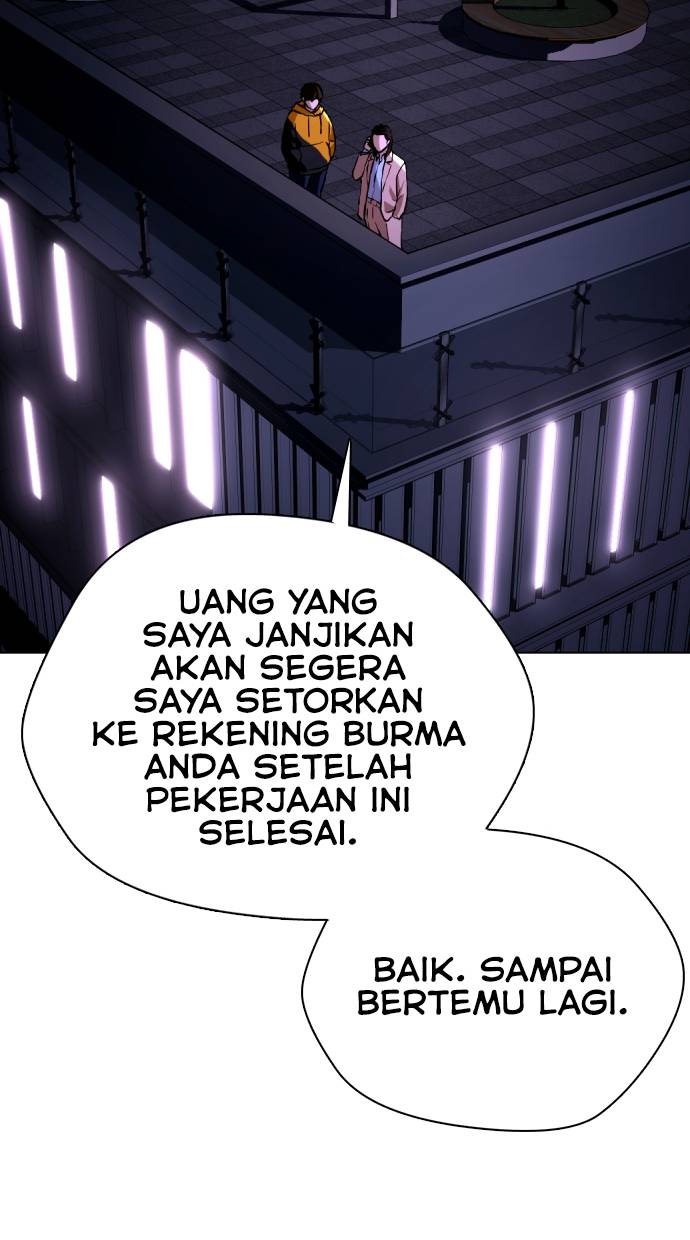 UANG YANG
SAYA JANJIKAN
AKAN SEGERA
SAYA SETORKAN
KE REKENING BURMA
ANDA SETELAH
PEKERJAAN INI
SELESAI.
BAIK. SAMPAI
BERTEMU LAGI.